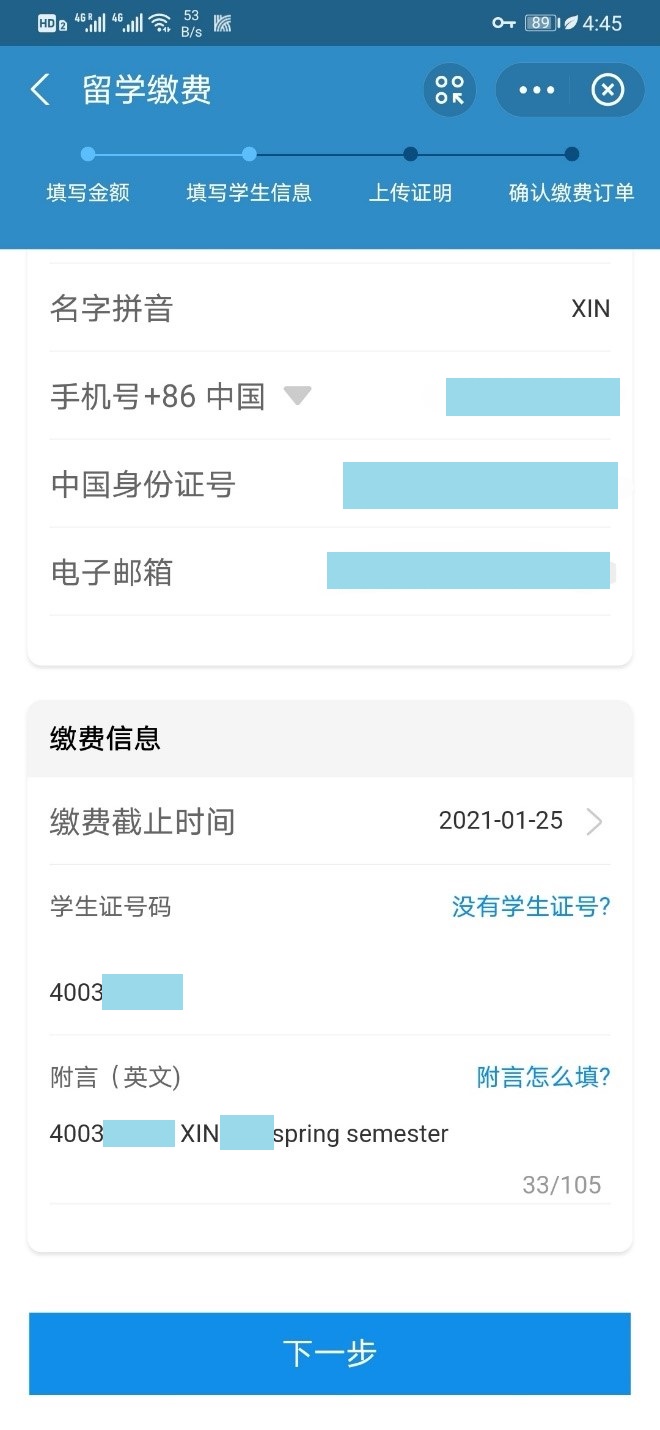 HD 2 4G R 4G 53 B/s 89 4:45
留学缴费
填写金额 填写学生信息 上传证明 确认缴费订单
名字拼音 XIN
手机号+86 中国
中国身份证号
电子邮箱
缴费信息
缴费截止时间 2021-01-25
学生证号码 没有学生证号?
4003
附言（英文) 附言怎么填?
4003 XIN spring semester
33/105
下一步